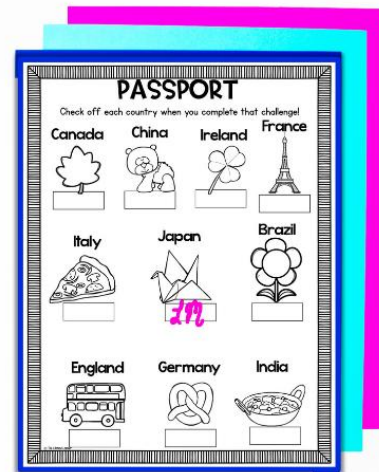 PASSPORT
Check off each country when you complete that challenge!
Canada
China
Ireland
France
Italy
Japan
Brazil
England
Germany
India